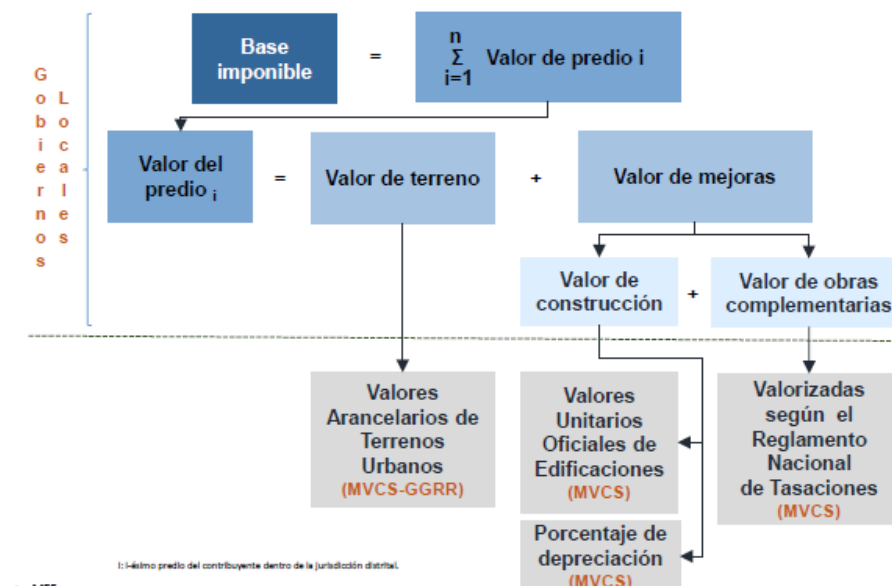 Gobiernos
Locales
Base
imponible
=
n
Σ
i=1
Valor de predio i
Valor del
predio i
=
Valor de terreno
+
Valor de mejoras
Valor de
construcción
+
Valor de obras
complementarias
Valores
Arancelarios de
Terrenos
Urbanos
(MVCS-GGRR)
Valores
Unitarios
Oficiales de
Edificaciones
(MVCS)
Valorizadas
según el
Reglamento
Nacional
de Tasaciones
(MVCS)
Porcentaje de
depreciación
(MVCS)
i: i-ésimo predio del contribuyente dentro de la jurisdicción distrital.